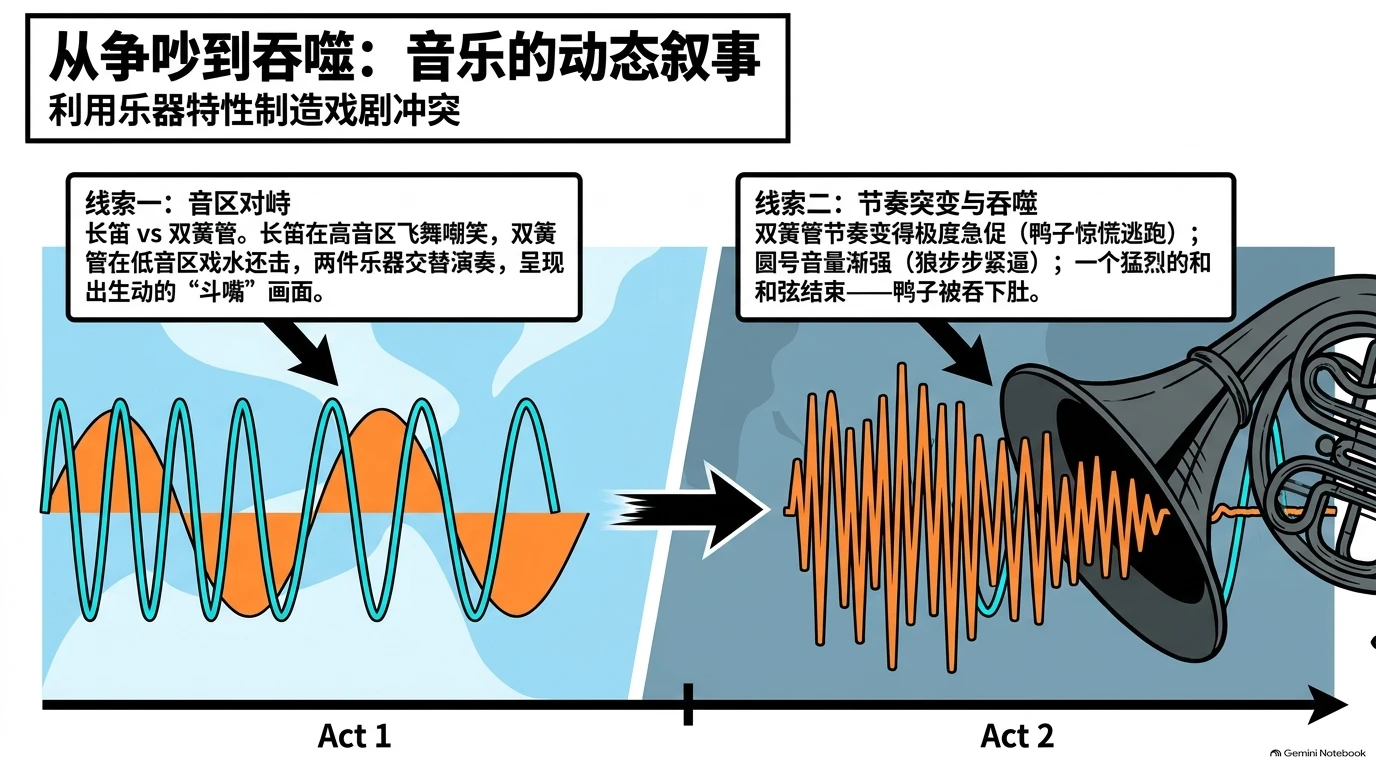 从争吵到吞噬：音乐的动态叙事
利用乐器特性制造戏剧冲突
线索一：音区对峙
长笛 vs 双簧管。长笛在高音区飞舞嘲笑，双簧
管在低音区戏水还击，两件乐器交替演奏，呈现
出生动的“斗嘴”画面。
线索二：节奏突变与吞噬
双簧管节奏变得极度急促（鸭子惊慌逃跑）；
圆号音量渐强（狼步步紧逼）；一个猛烈的和
和弦结束——鸭子被吞下肚。
Act 1
Act 2
Gemini Notebook